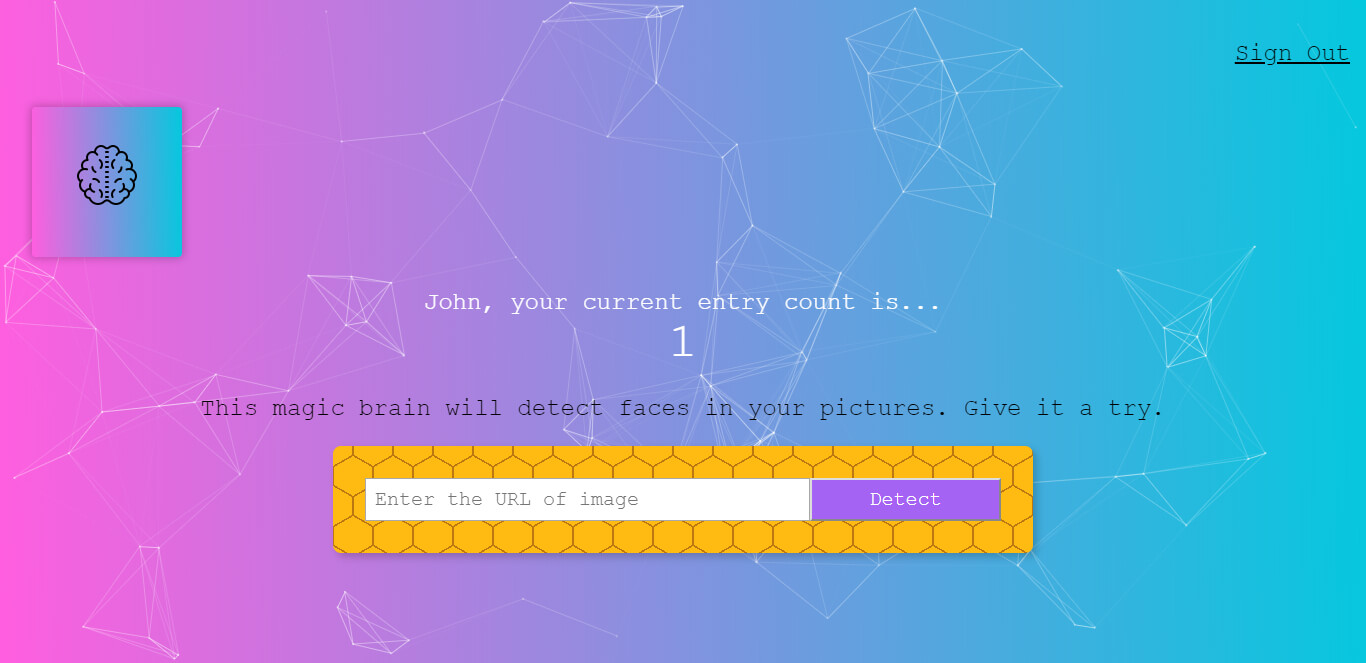 Sign Out
John, your current entry count is...
1
This magic brain will detect faces in your pictures. Give it a try.
Enter the URL of image
Detect